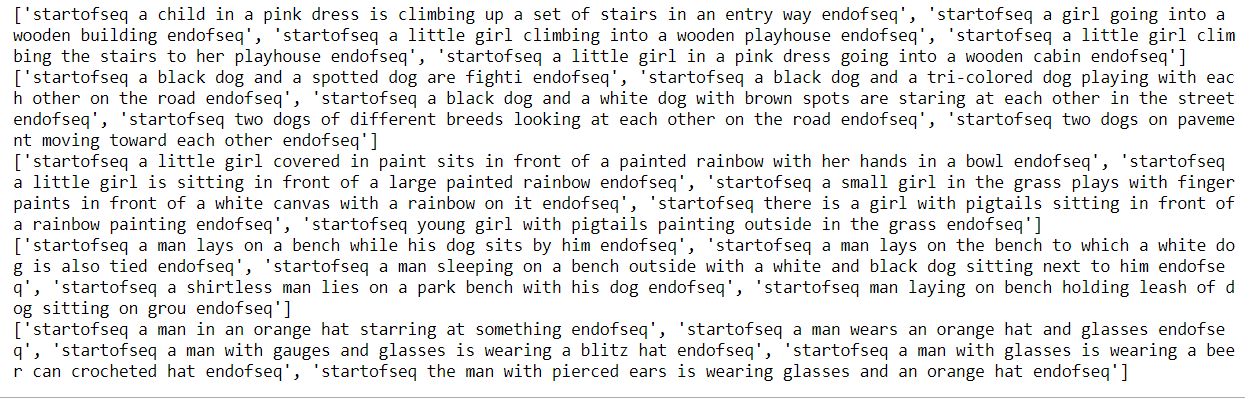 ['startofseq a child in a pink dress is climbing up a set of stairs in an entry way endofseq', 'startofseq a girl going into a
wooden building endofseq', 'startofseq a little girl climbing into a wooden playhouse endofseq', 'startofseq a little girl clim
bing the stairs to her playhouse endofseq', 'startofseq a little girl in a pink dress going into a wooden cabin endofseq']
['startofseq a black dog and a spotted dog are fighti endofseq', 'startofseq a black dog and a tri-colored dog playing with eac
h other on the road endofseq', 'startofseq a black dog and a white dog with brown spots are staring at each other in the street
endofseq', 'startofseq two dogs of different breeds looking at each other on the road endofseq', 'startofseq two dogs on paveme
nt moving toward each other endofseq']
['startofseq a little girl covered in paint sits in front of a painted rainbow with her hands in a bowl endofseq', 'startofseq
a little girl is sitting in front of a large painted rainbow endofseq', 'startofseq a small girl in the grass plays with finger
paints in front of a white canvas with a rainbow on it endofseq', 'startofseq there is a girl with pigtails sitting in front of
a rainbow painting endofseq', 'startofseq young girl with pigtails painting outside in the grass endofseq']
['startofseq a man lays on a bench while his dog sits by him endofseq', 'startofseq a man lays on the bench to which a white do
g is also tied endofseq', 'startofseq a man sleeping on a bench outside with a white and black dog sitting next to him endofse
q', 'startofseq a shirtless man lies on a park bench with his dog endofseq', 'startofseq man laying on bench holding leash of d
og sitting on grou endofseq']
['startofseq a man in an orange hat starring at something endofseq', 'startofseq a man wears an orange hat and glasses endofse
q', 'startofseq a man with gauges and glasses is wearing a blitz hat endofseq', 'startofseq a man with glasses is wearing a bee
r can crocheted hat endofseq', 'startofseq the man with pierced ears is wearing glasses and an orange hat endofseq']